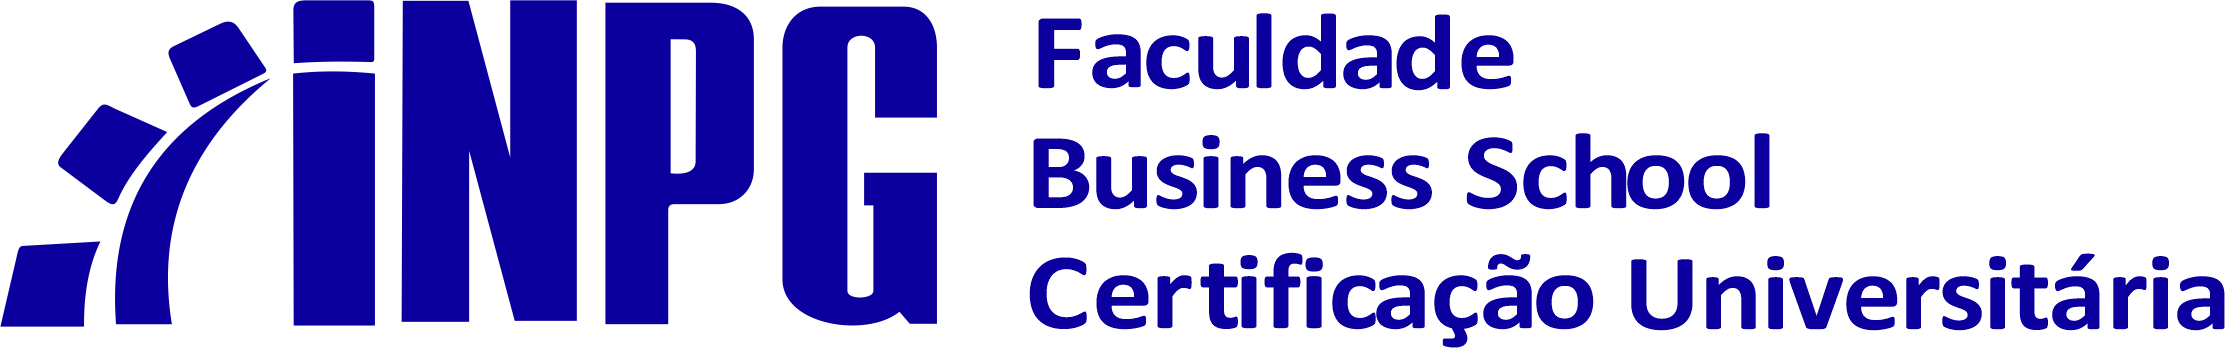 iNPG
Faculdade
Business School
Certificação Universitária